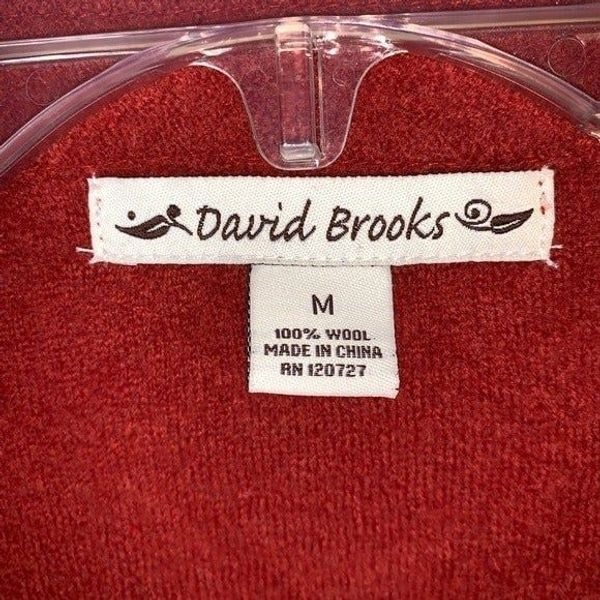 David Brooks
M
100% WOOL
MADE IN CHINA
RN 120727